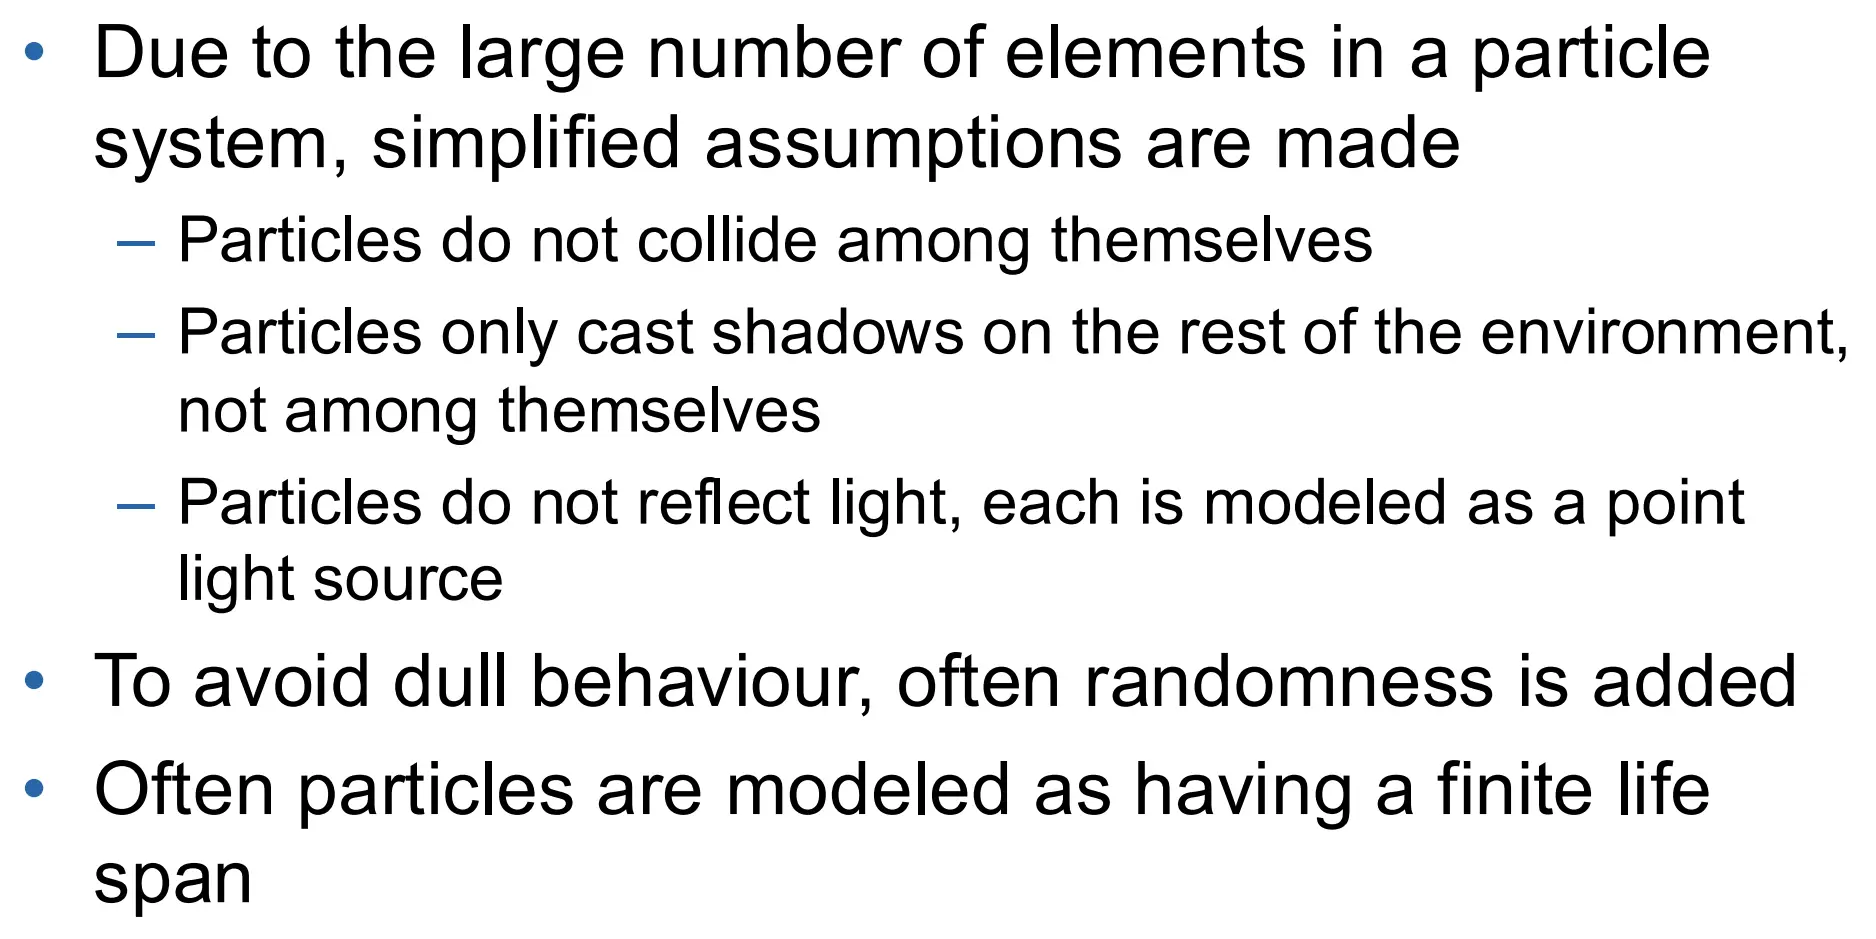 • Due to the large number of elements in a particle
system, simplified assumptions are made
– Particles do not collide among themselves
– Particles only cast shadows on the rest of the environment,
not among themselves
– Particles do not reflect light, each is modeled as a point
light source
• To avoid dull behaviour, often randomness is added
• Often particles are modeled as having a finite life
span